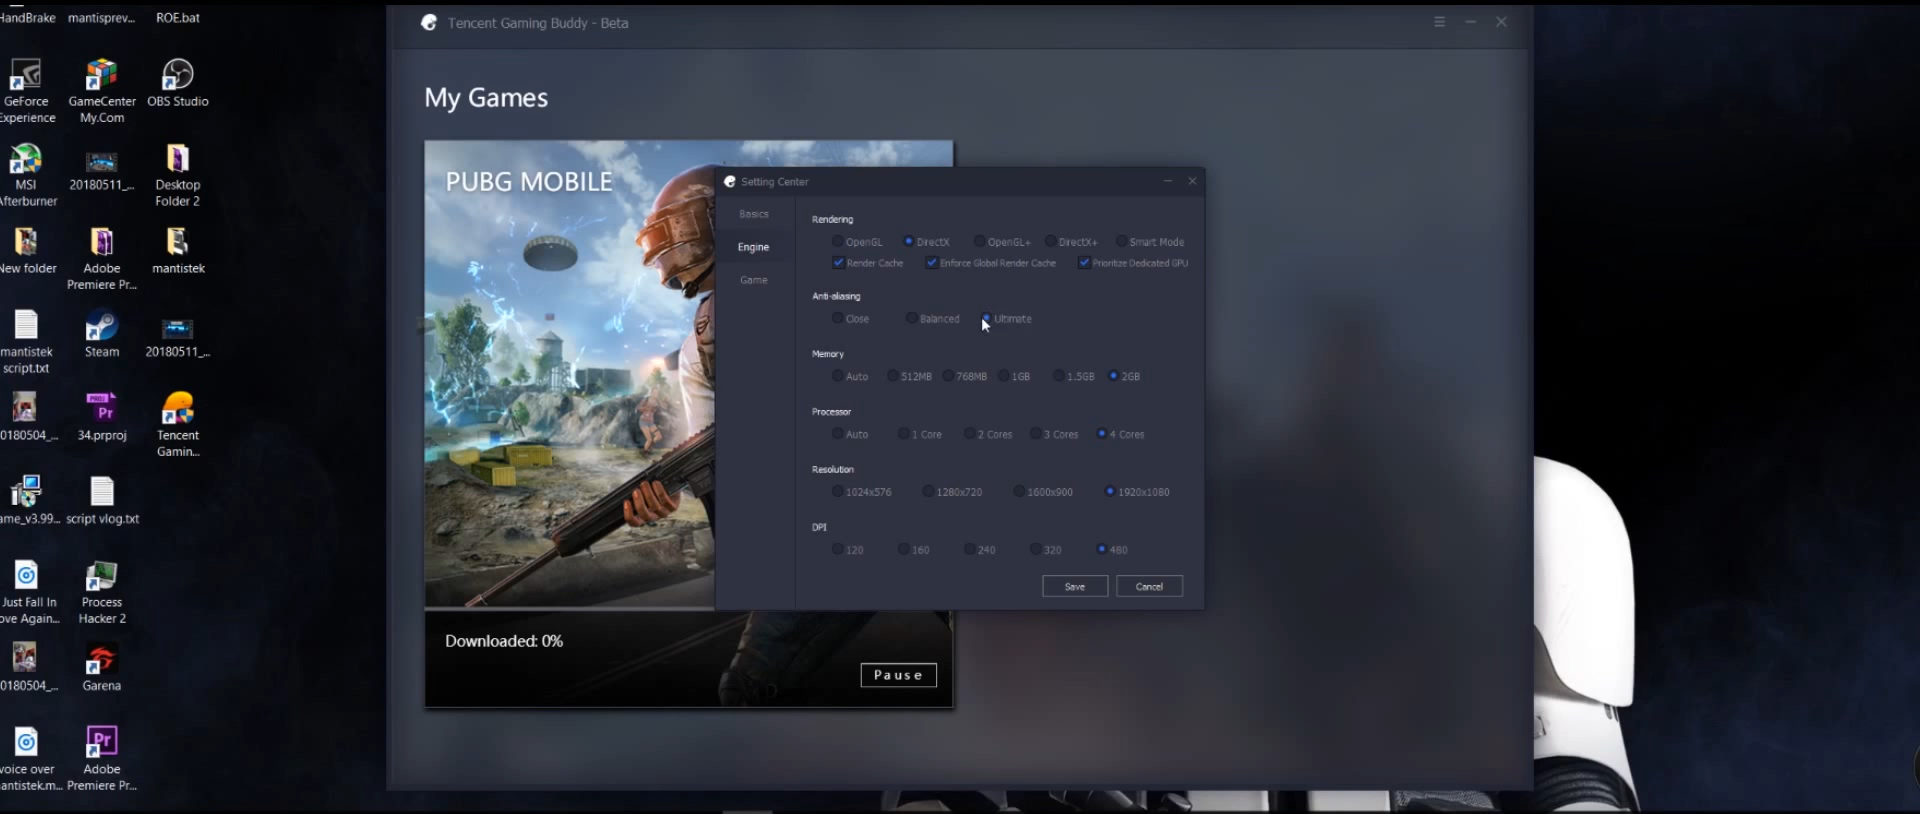 HandBrake
mantisprev...
ROE.bat
GeForce
Experience
GameCenter
My.Com
OBS Studio
MSI
Afterburner
20180511_...
Desktop
Folder 2
New folder
Adobe
Premiere Pr...
mantistek
mantistek
script.txt
Steam
20180511_...
0180504_...
34.prproj
Tencent
Gamin...
ame_v3.99...
script vlog.txt
Just Fall In
ove Again...
Process
Hacker 2
0180504_...
Garena
voice over
antistek.m...
Adobe
Premiere Pr...
Tencent Gaming Buddy - Beta
My Games
PUBG MOBILE
Downloaded: 0%
Pause
Setting Center
Basics
Engine
Game
Rendering
OpenGL DirectX OpenGL+ DirectX+ Smart Mode
Render Cache Enforce Global Render Cache Prioritize Dedicated GPU
Anti-aliasing
Close Balanced Ultimate
Memory
Auto 512MB 768MB 1GB 1.5GB 2GB
Processor
Auto 1 Core 2 Cores 3 Cores 4 Cores
Resolution
1024x576 1280x720 1600x900 1920x1080
DPI
120 160 240 320 480
Save Cancel